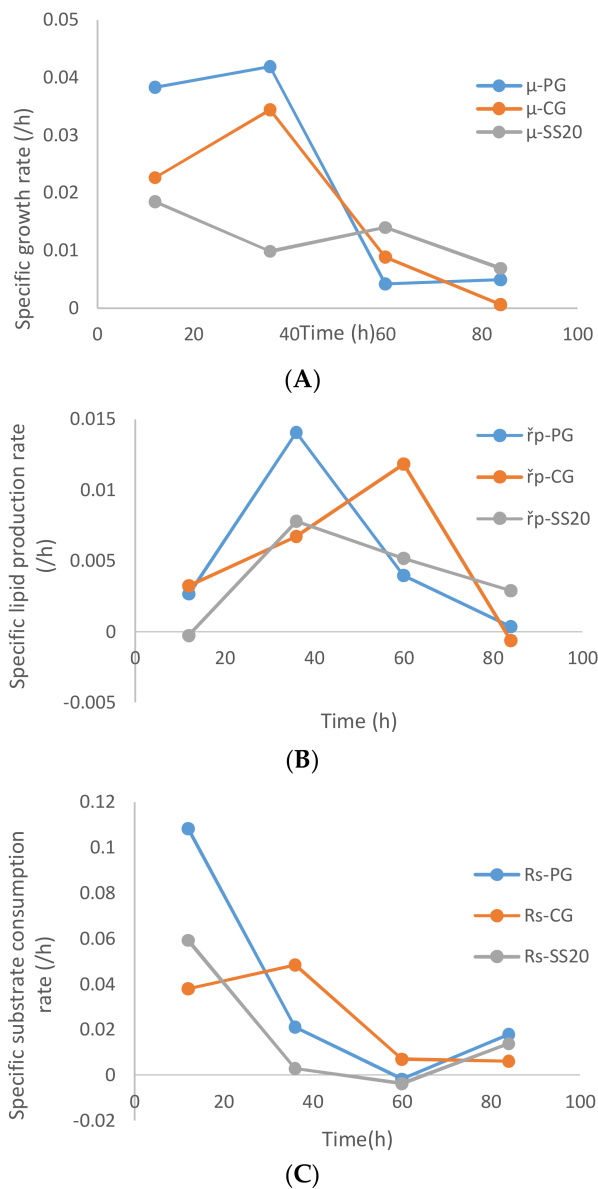 0.05
0.04
0.03
0.02
0.01
0
Specific growth rate (/h)
μ-PG
μ-CG
μ-SS20
0 20 40 Time (h) 60 80 100
(A)
0.015
0.01
0.005
0
-0.005
Specific lipid production rate
(/h)
řp-PG
řp-CG
řp-SS20
0 20 40 60 80 100
Time (h)
(B)
0.12
0.1
0.08
0.06
0.04
0.02
0
-0.02
Specific substrate consumption
rate (/h)
Rs-PG
Rs-CG
Rs-SS20
0 20 40 60 80 100
Time(h)
(C)